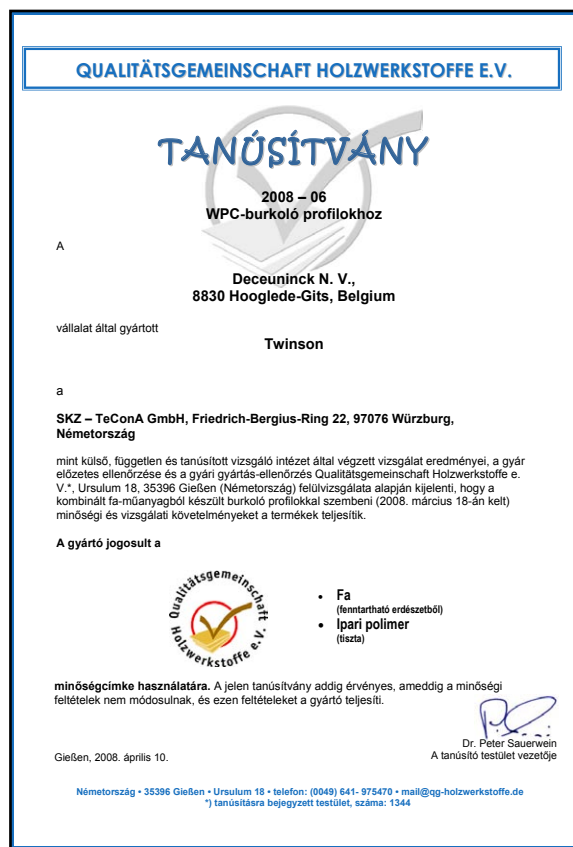 QUALITÄTSGEMEINSCHAFT HOLZWERKSTOFFE E.V.
TANÚSÍTVÁNY
2008 – 06
WPC-burkoló profilokhoz
A
Deceuninck N. V.,
8830 Hooglede-Gits, Belgium
vállalat által gyártott
Twinson
a
SKZ – TeConA GmbH, Friedrich-Bergius-Ring 22, 97076 Würzburg,
Németország
mint külső, független és tanúsított vizsgáló intézet által végzett vizsgálat eredményei, a gyár
előzetes ellenőrzése és a gyári gyártás-ellenőrzés Qualitätsgemeinschaft Holzwerkstoffe e.
V.*, Ursulum 18, 35396 Gießen (Németország) felülvizsgálata alapján kijelenti, hogy a
kombinált fa-műanyagból készült burkoló profilokkal szembeni (2008. március 18-án kelt)
minőségi és vizsgálati követelményeket a termékek teljesítik.
A gyártó jogosult a
Qualitätsgemeinschaft
Holzwerkstoffe e.V.
• Fa
(fenntartható erdészetből)
• Ipari polimer
(tiszta)
minőségcímke használatára. A jelen tanúsítvány addig érvényes, ameddig a minőségi
feltételek nem módosulnak, és ezen feltételeket a gyártó teljesíti.
Dr. Peter Sauerwein
Gießen, 2008. április 10.
A tanúsító testület vezetője
Németország • 35396 Gießen • Ursulum 18 • telefon: (0049) 641- 975470 • mail@qg-holzwerkstoffe.de
*) tanúsításra bejegyzett testület, száma: 1344